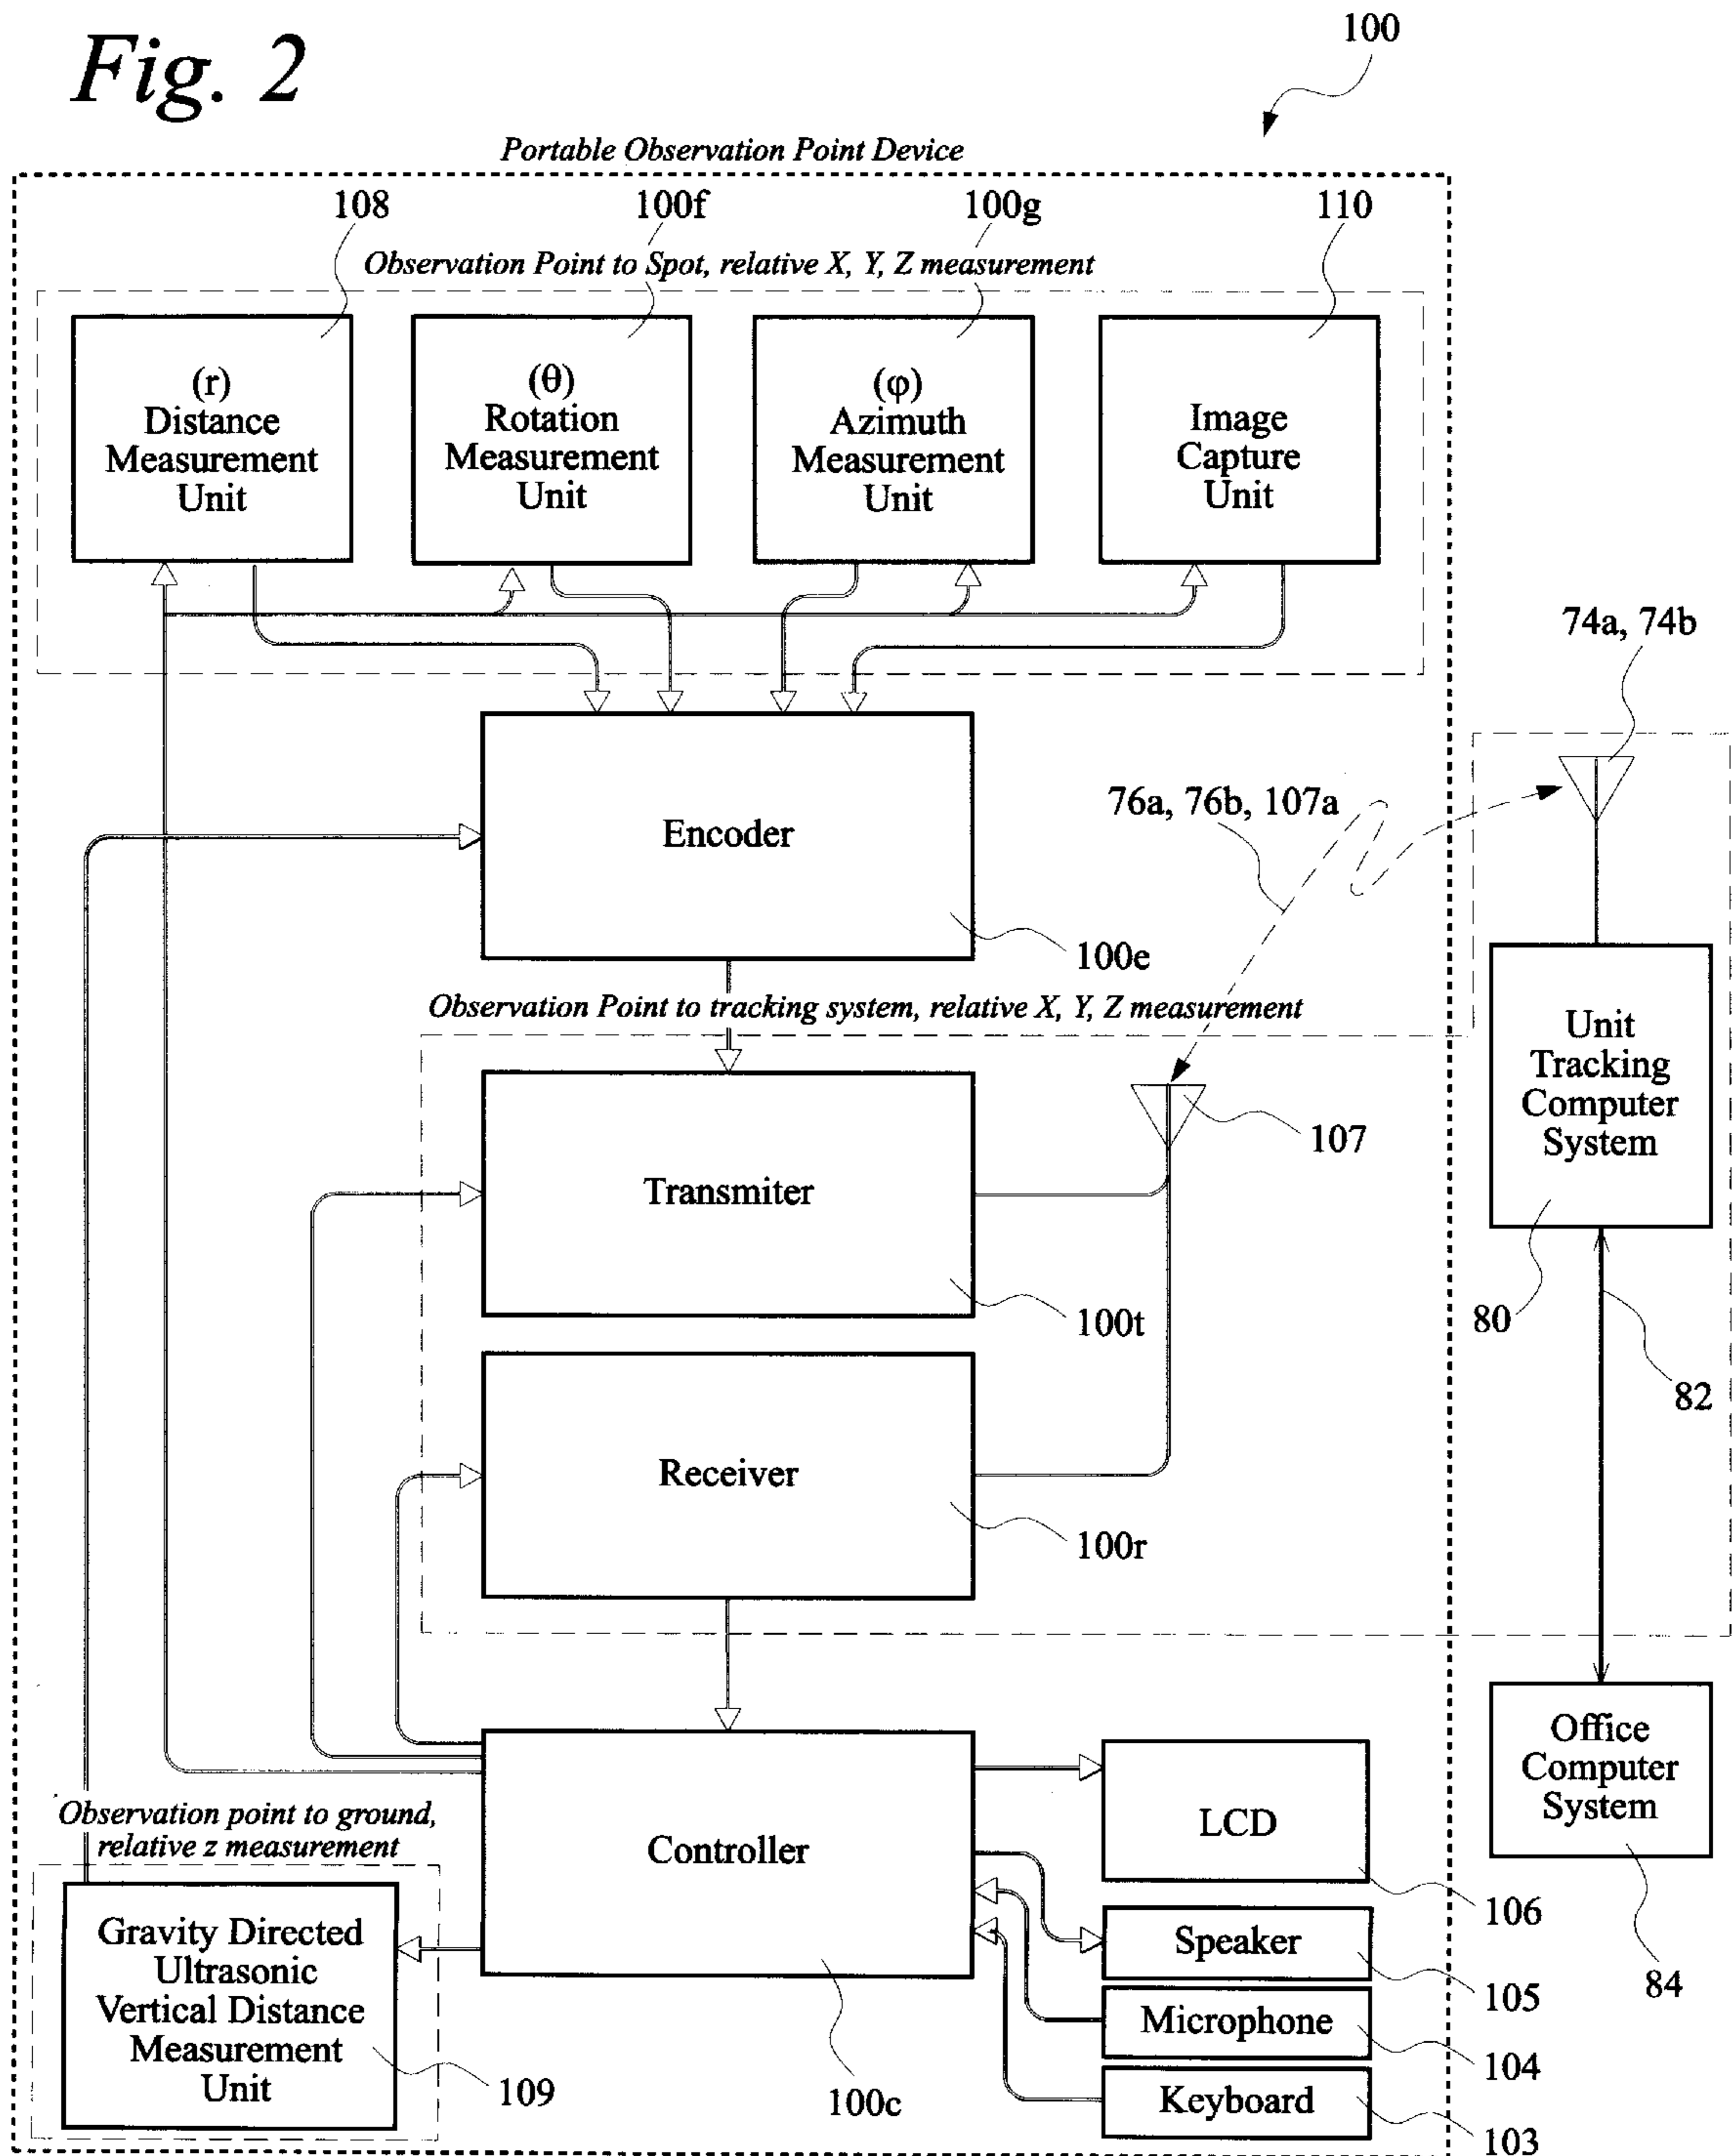 Fig. 2
100
Portable Observation Point Device
108
100f
100g
110
Observation Point to Spot, relative X, Y, Z measurement
(r)
Distance
Measurement
Unit
(θ)
Rotation
Measurement
Unit
(φ)
Azimuth
Measurement
Unit
Image
Capture
Unit
74a, 74b
76a, 76b, 107a
Encoder
100e
Observation Point to tracking system, relative X, Y, Z measurement
Unit
Tracking
Computer
System
107
Transmiter
80
100t
82
Receiver
100r
Office
Computer
System
Observation point to ground,
relative z measurement
Controller
LCD
106
84
Gravity Directed
Ultrasonic
Vertical Distance
Measurement
Unit
109
100c
Speaker
105
Microphone
104
Keyboard
103